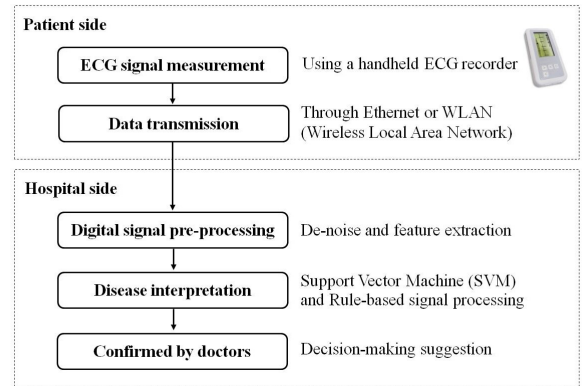 Patient side
ECG signal measurement
Using a handheld ECG recorder
Data transmission
Through Ethernet or WLAN
(Wireless Local Area Network)
Hospital side
Digital signal pre-processing
De-noise and feature extraction
Disease interpretation
Support Vector Machine (SVM)
and Rule-based signal processing
Confirmed by doctors
Decision-making suggestion